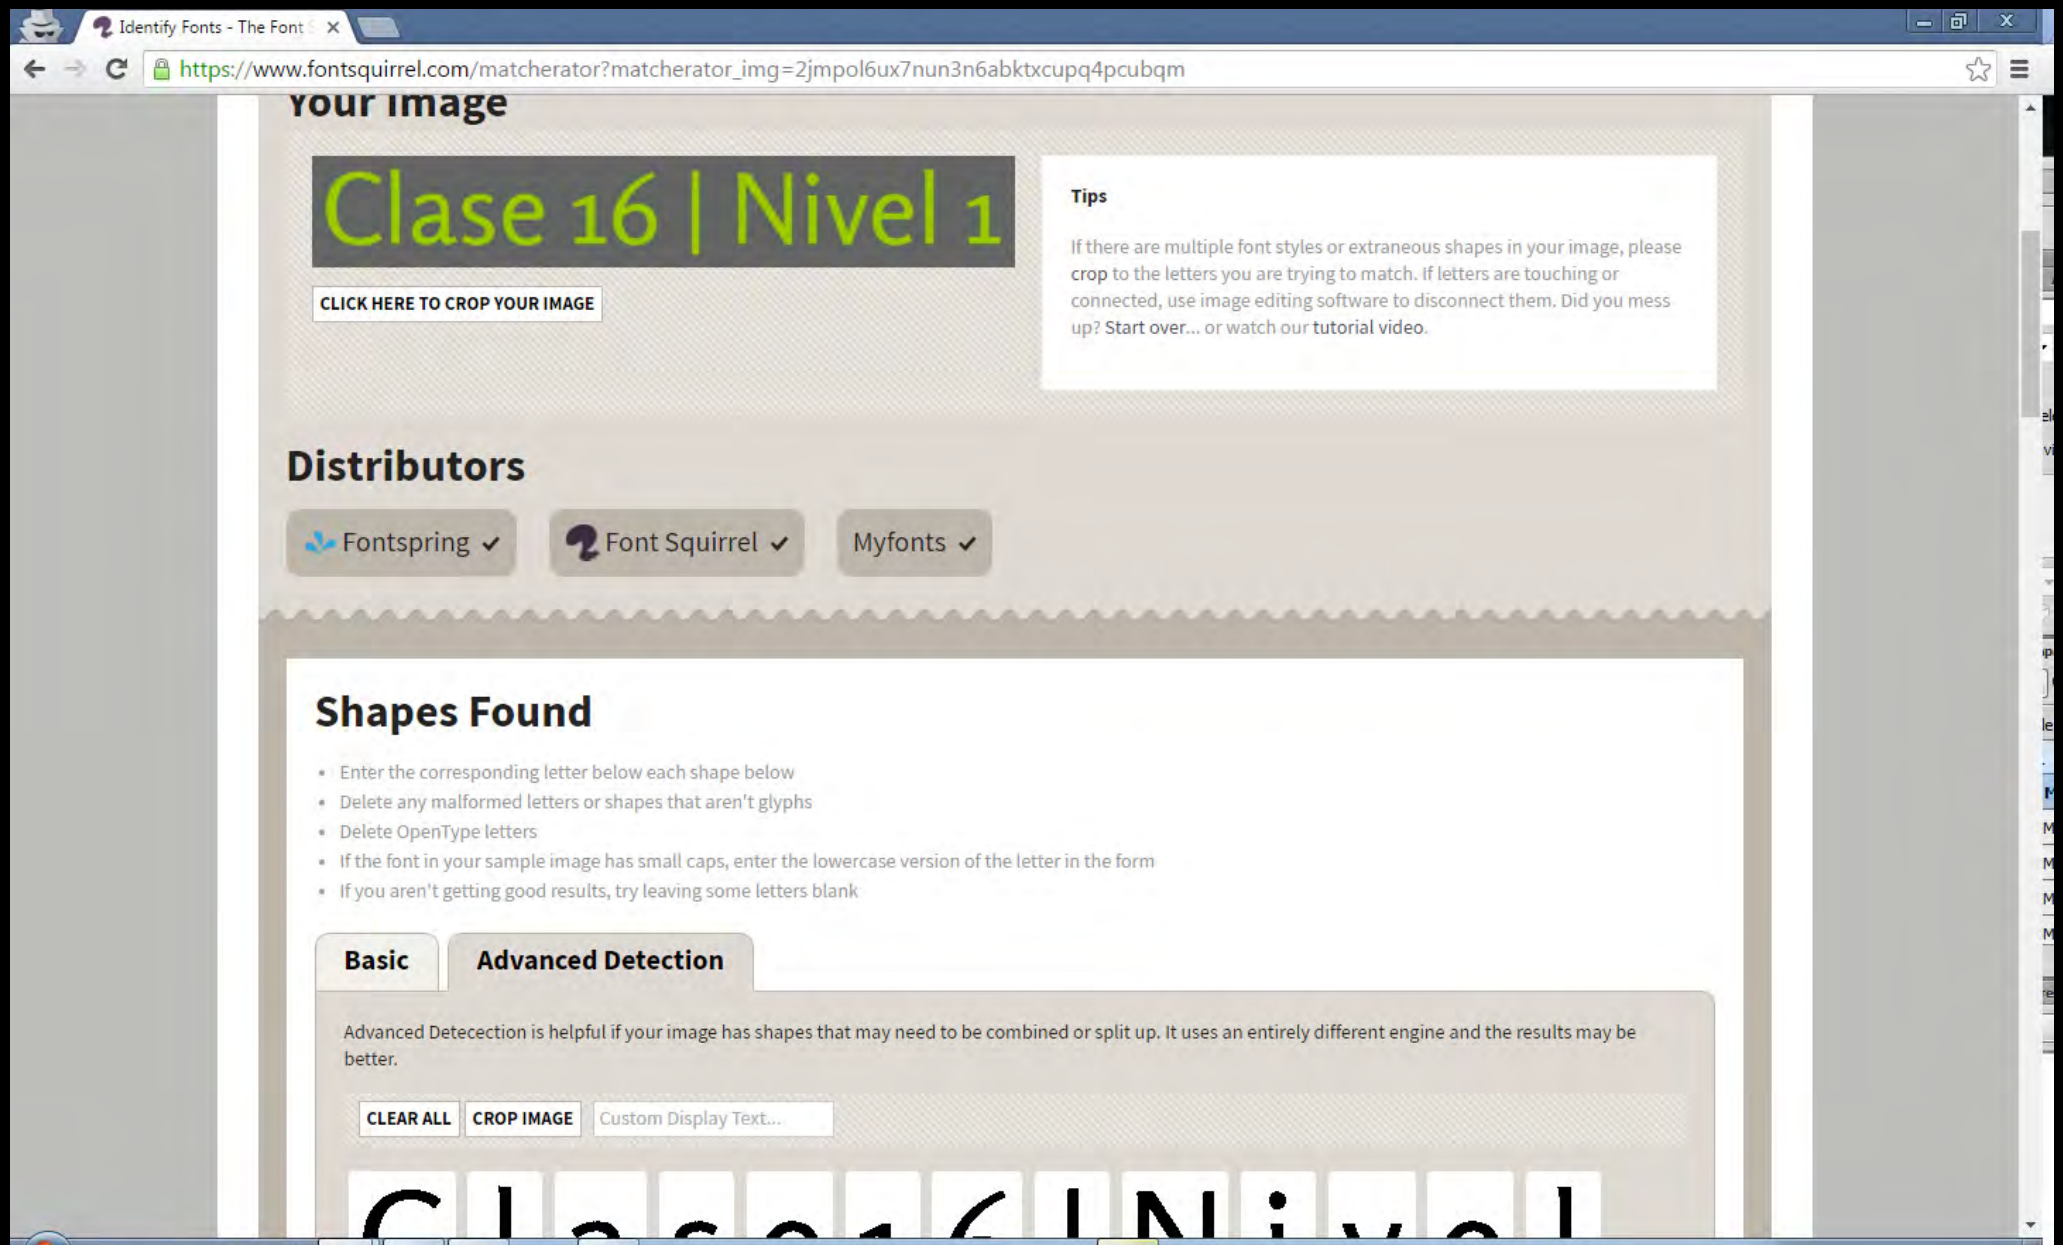 Identify Fonts - The Font
https://www.fontsquirrel.com/matcherator?matcherator_img=2jmpol6ux7nun3n6abktxcupq4pcubqm
Your Image
Clase 16 | Nivel 1
CLICK HERE TO CROP YOUR IMAGE
Tips
If there are multiple font styles or extraneous shapes in your image, please
crop to the letters you are trying to match. If letters are touching or
connected, use image editing software to disconnect them. Did you mess
up? Start over... or watch our tutorial video.
Distributors
Fontspring
Font Squirrel
Myfonts
Shapes Found
• Enter the corresponding letter below each shape below
• Delete any malformed letters or shapes that aren't glyphs
• Delete OpenType letters
• If the font in your sample image has small caps, enter the lowercase version of the letter in the form
• If you aren't getting good results, try leaving some letters blank
Basic
Advanced Detection
Advanced Detecection is helpful if your image has shapes that may need to be combined or split up. It uses an entirely different engine and the results may be
better.
CLEAR ALL
CROP IMAGE
Custom Display Text...
C l a s e 1 6 | N i v e l